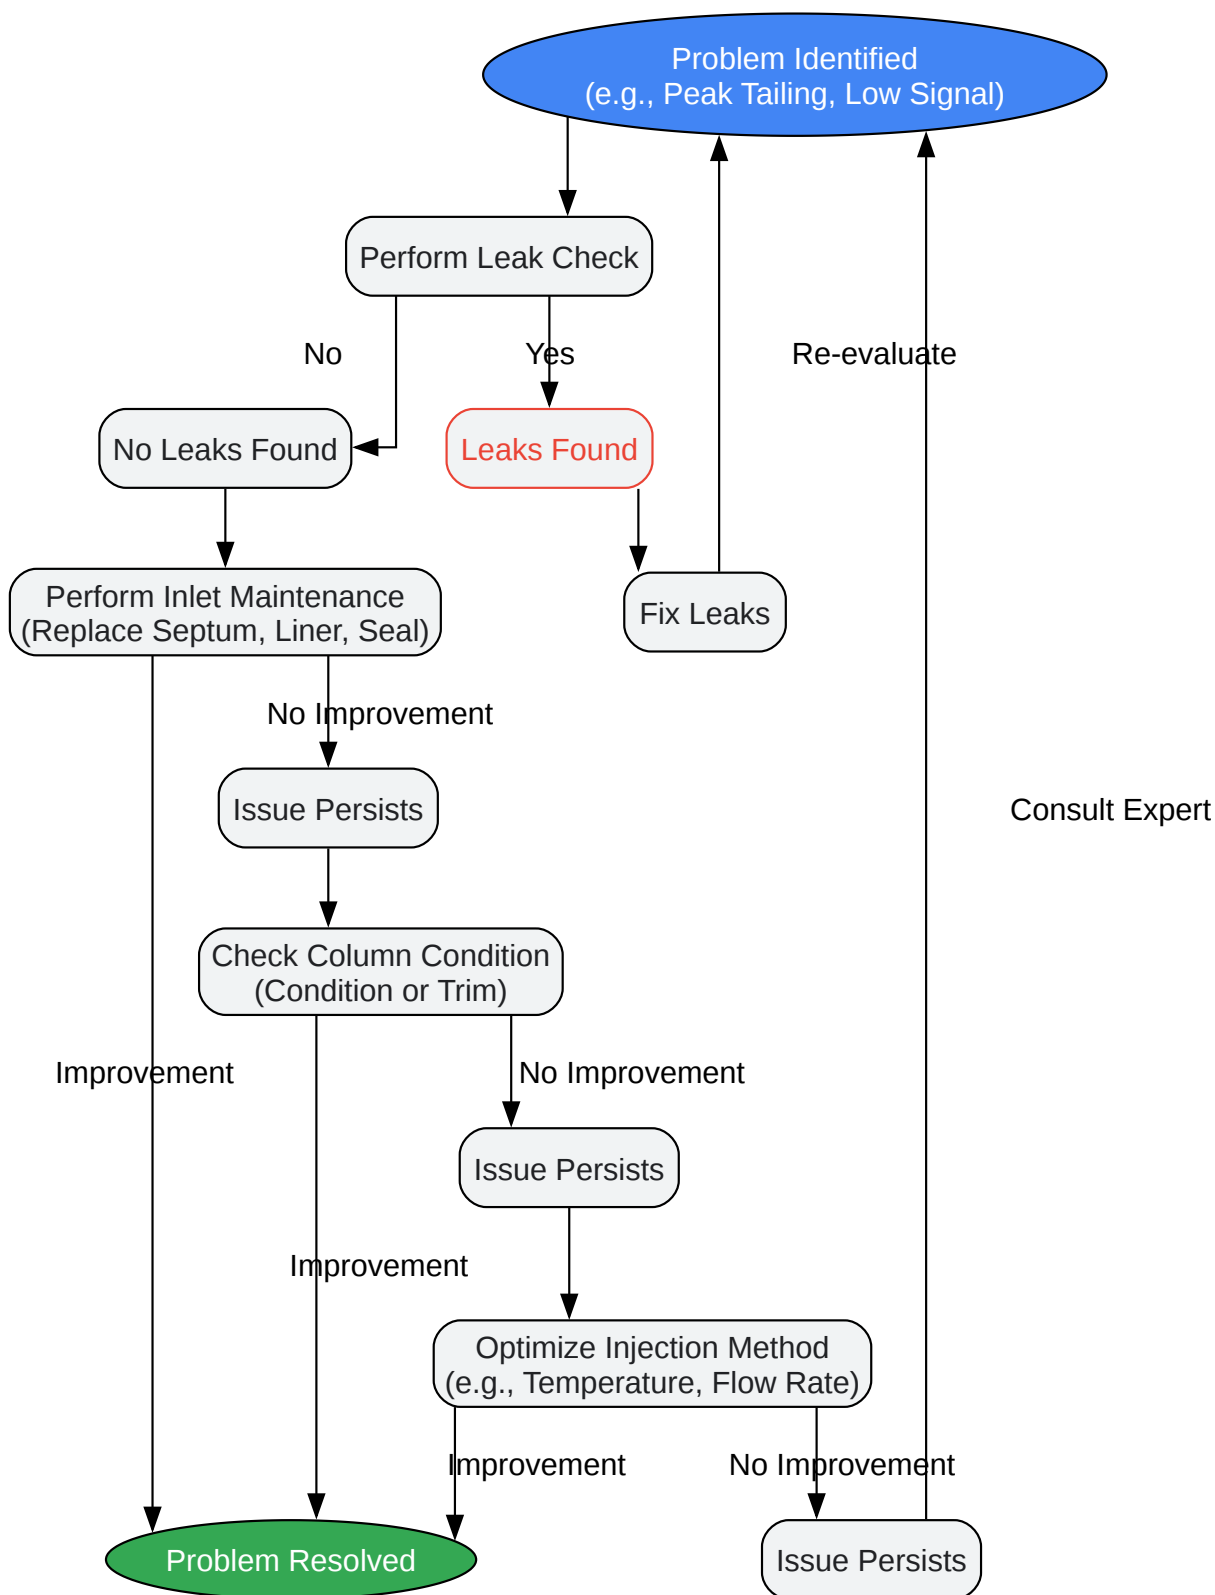 Problem Identified
(e.g., Peak Tailing, Low Signal)
Perform Leak Check
No
Yes
Re-evaluate
No Leaks Found
Leaks Found
Perform Inlet Maintenance
(Replace Septum, Liner, Seal)
Fix Leaks
No Improvement
Issue Persists
Consult Expert
Check Column Condition
(Condition or Trim)
Improvement
No Improvement
Issue Persists
Improvement
Optimize Injection Method
(e.g., Temperature, Flow Rate)
Improvement
No Improvement
Problem Resolved
Issue Persists